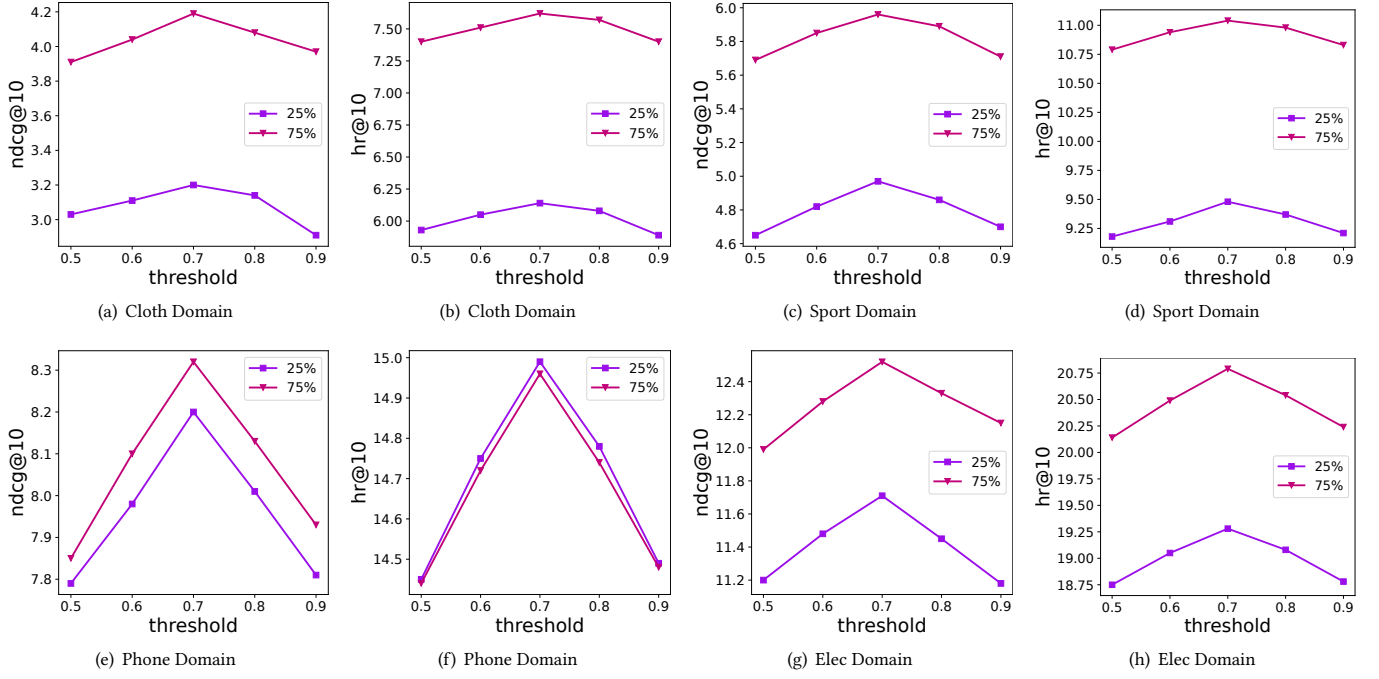 ndcg@10
4.2
4.0
3.8
3.6
3.4
3.2
3.0
25%
75%
0.5 0.6 0.7 0.8 0.9
threshold
(a) Cloth Domain
hr@10
7.50
7.25
7.00
6.75
6.50
6.25
6.00
25%
75%
0.5 0.6 0.7 0.8 0.9
threshold
(b) Cloth Domain
ndcg@10
6.0
5.8
5.6
5.4
5.2
5.0
4.8
4.6
25%
75%
0.5 0.6 0.7 0.8 0.9
threshold
(c) Sport Domain
hr@10
11.00
10.75
10.50
10.25
10.00
9.75
9.50
9.25
25%
75%
0.5 0.6 0.7 0.8 0.9
threshold
(d) Sport Domain
ndcg@10
8.3
8.2
8.1
8.0
7.9
7.8
25%
75%
0.5 0.6 0.7 0.8 0.9
threshold
(e) Phone Domain
hr@10
15.0
14.9
14.8
14.7
14.6
14.5
25%
75%
0.5 0.6 0.7 0.8 0.9
threshold
(f) Phone Domain
ndcg@10
12.4
12.2
12.0
11.8
11.6
11.4
11.2
25%
75%
0.5 0.6 0.7 0.8 0.9
threshold
(g) Elec Domain
hr@10
20.75
20.50
20.25
20.00
19.75
19.50
19.25
19.00
18.75
25%
75%
0.5 0.6 0.7 0.8 0.9
threshold
(h) Elec Domain